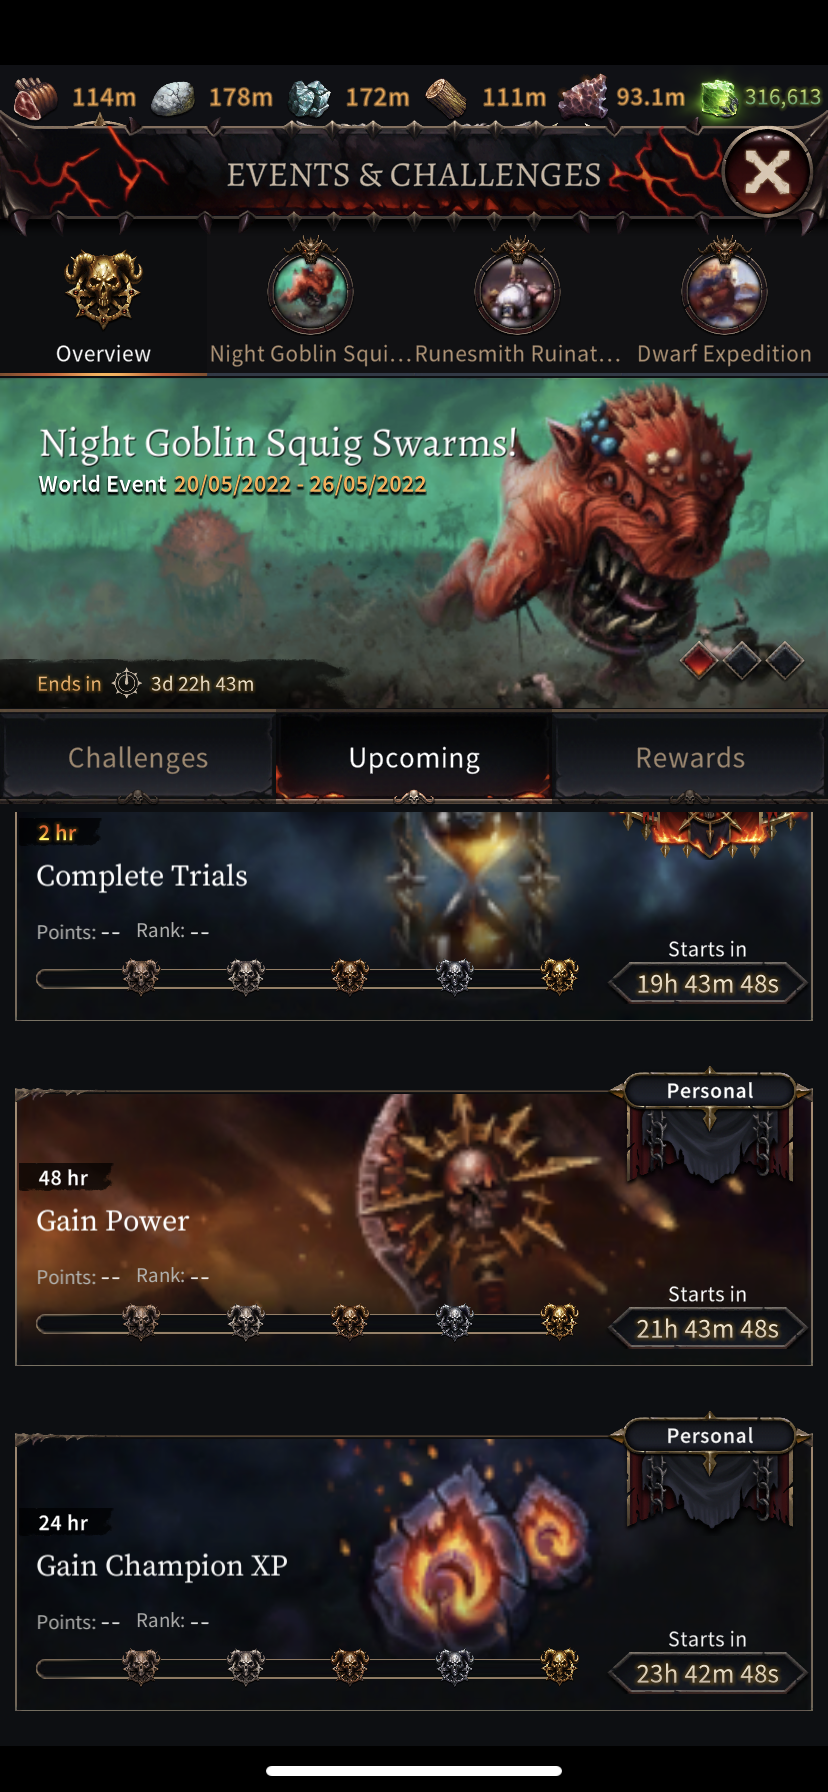 114m 178m 172m 111m 93.1m 316,613
EVENTS & CHALLENGES
Overview Night Goblin Squi... Runesmith Ruinat... Dwarf Expedition
Night Goblin Squig Swarms!
World Event 20/05/2022 - 26/05/2022
Ends in 3d 22h 43m
Challenges Upcoming Rewards
2 hr
Complete Trials
Points: -- Rank: --
Starts in
19h 43m 48s
Personal
48 hr
Gain Power
Points: -- Rank: --
Starts in
21h 43m 48s
Personal
24 hr
Gain Champion XP
Points: -- Rank: --
Starts in
23h 42m 48s